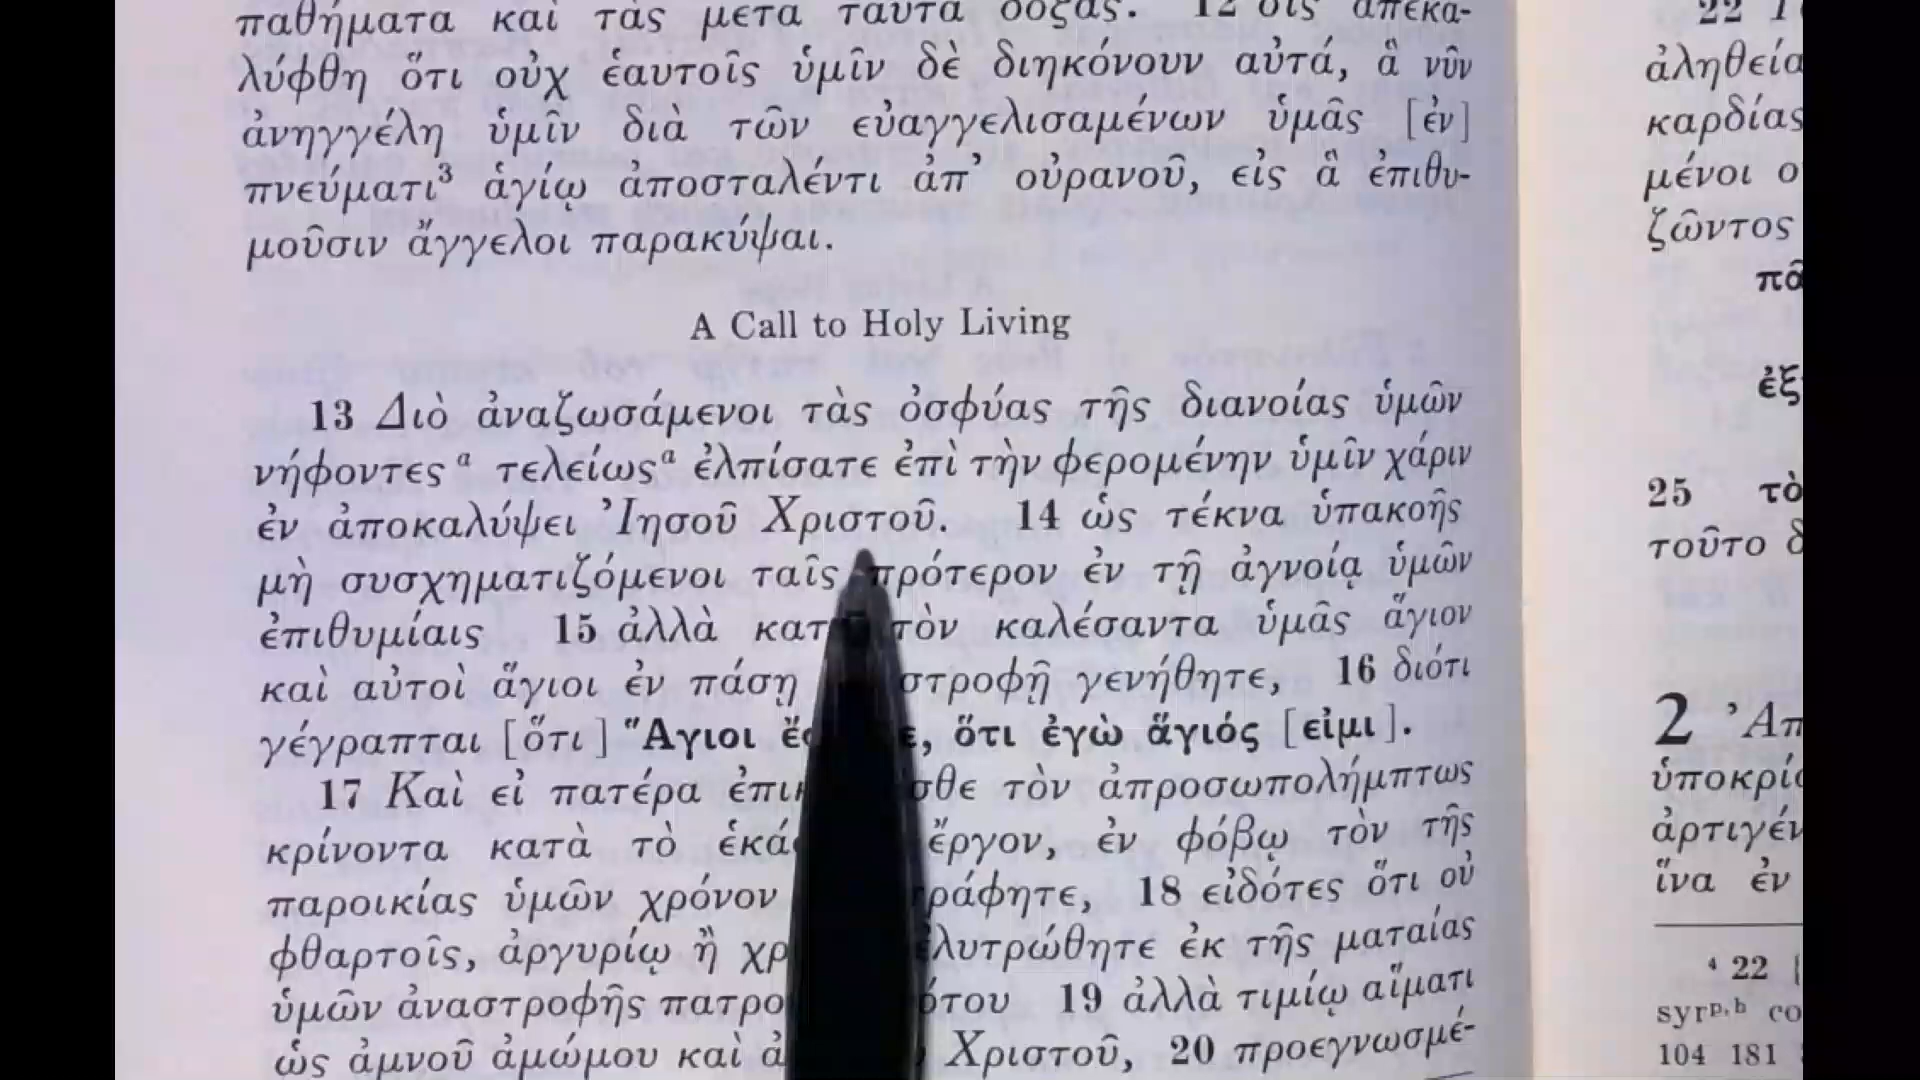 παθήματα καὶ τὰς μετὰ ταῦτα δόξας. 12 οἷς ἀπεκα-
λύφθη ὅτι οὐχ ἑαυτοῖς ὑμῖν δὲ διηκόνουν αὐτά, ἃ νῦν
ἀνηγγέλη ὑμῖν διὰ τῶν εὐαγγελισαμένων ὑμᾶς [ἐν]
πνεύματι³ ἁγίῳ ἀποσταλέντι ἀπ’ οὐρανοῦ, εἰς ἃ ἐπιθυ-
μοῦσιν ἄγγελοι παρακύψαι.
A Call to Holy Living
13 Διὸ ἀναζωσάμενοι τὰς ὀσφύας τῆς διανοίας ὑμῶν
νήφοντες ᵃ τελείωςᵃ ἐλπίσατε ἐπὶ τὴν φερομένην ὑμῖν χάριν
ἐν ἀποκαλύψει Ἰησοῦ Χριστοῦ. 14 ὡς τέκνα ὑπακοῆς
μὴ συσχηματιζόμενοι ταῖς πρότερον ἐν τῇ ἀγνοίᾳ ὑμῶν
ἐπιθυμίαις 15 ἀλλὰ κατ τὸν καλέσαντα ὑμᾶς ἅγιον
καὶ αὐτοὶ ἅγιοι ἐν πάσῃ στροφῇ γενήθητε, 16 διότι
γέγραπται [ὅτι] Ἅγιοι ἔσ ε, ὅτι ἐγὼ ἅγιός [εἰμι].
17 Καὶ εἰ πατέρα ἐπικ σθε τὸν ἀπροσωπολήμπτως
κρίνοντα κατὰ τὸ ἑκά ἔργον, ἐν φόβῳ τὸν τῆς
παροικίας ὑμῶν χρόνον ράφητε, 18 εἰδότες ὅτι οὐ
φθαρτοῖς, ἀργυρίῳ ἢ χρ ἐλυτρώθητε ἐκ τῆς ματαίας
ὑμῶν ἀναστροφῆς πατρο ότου 19 ἀλλὰ τιμίῳ αἵματι
ὡς ἀμνοῦ ἀμώμου καὶ ἀ Χριστοῦ, 20 προεγνωσμέ-
22
ἀληθεία
καρδίας
μένοι ο
ζῶντος
πᾶ
ἐξ
25 τὸ
τοῦτο δ
2 Ἀπ
ὑποκρίσ
ἀρτιγέν
ἵνα ἐν
⁴ 22
syrᵖ·ʰ co
104 181